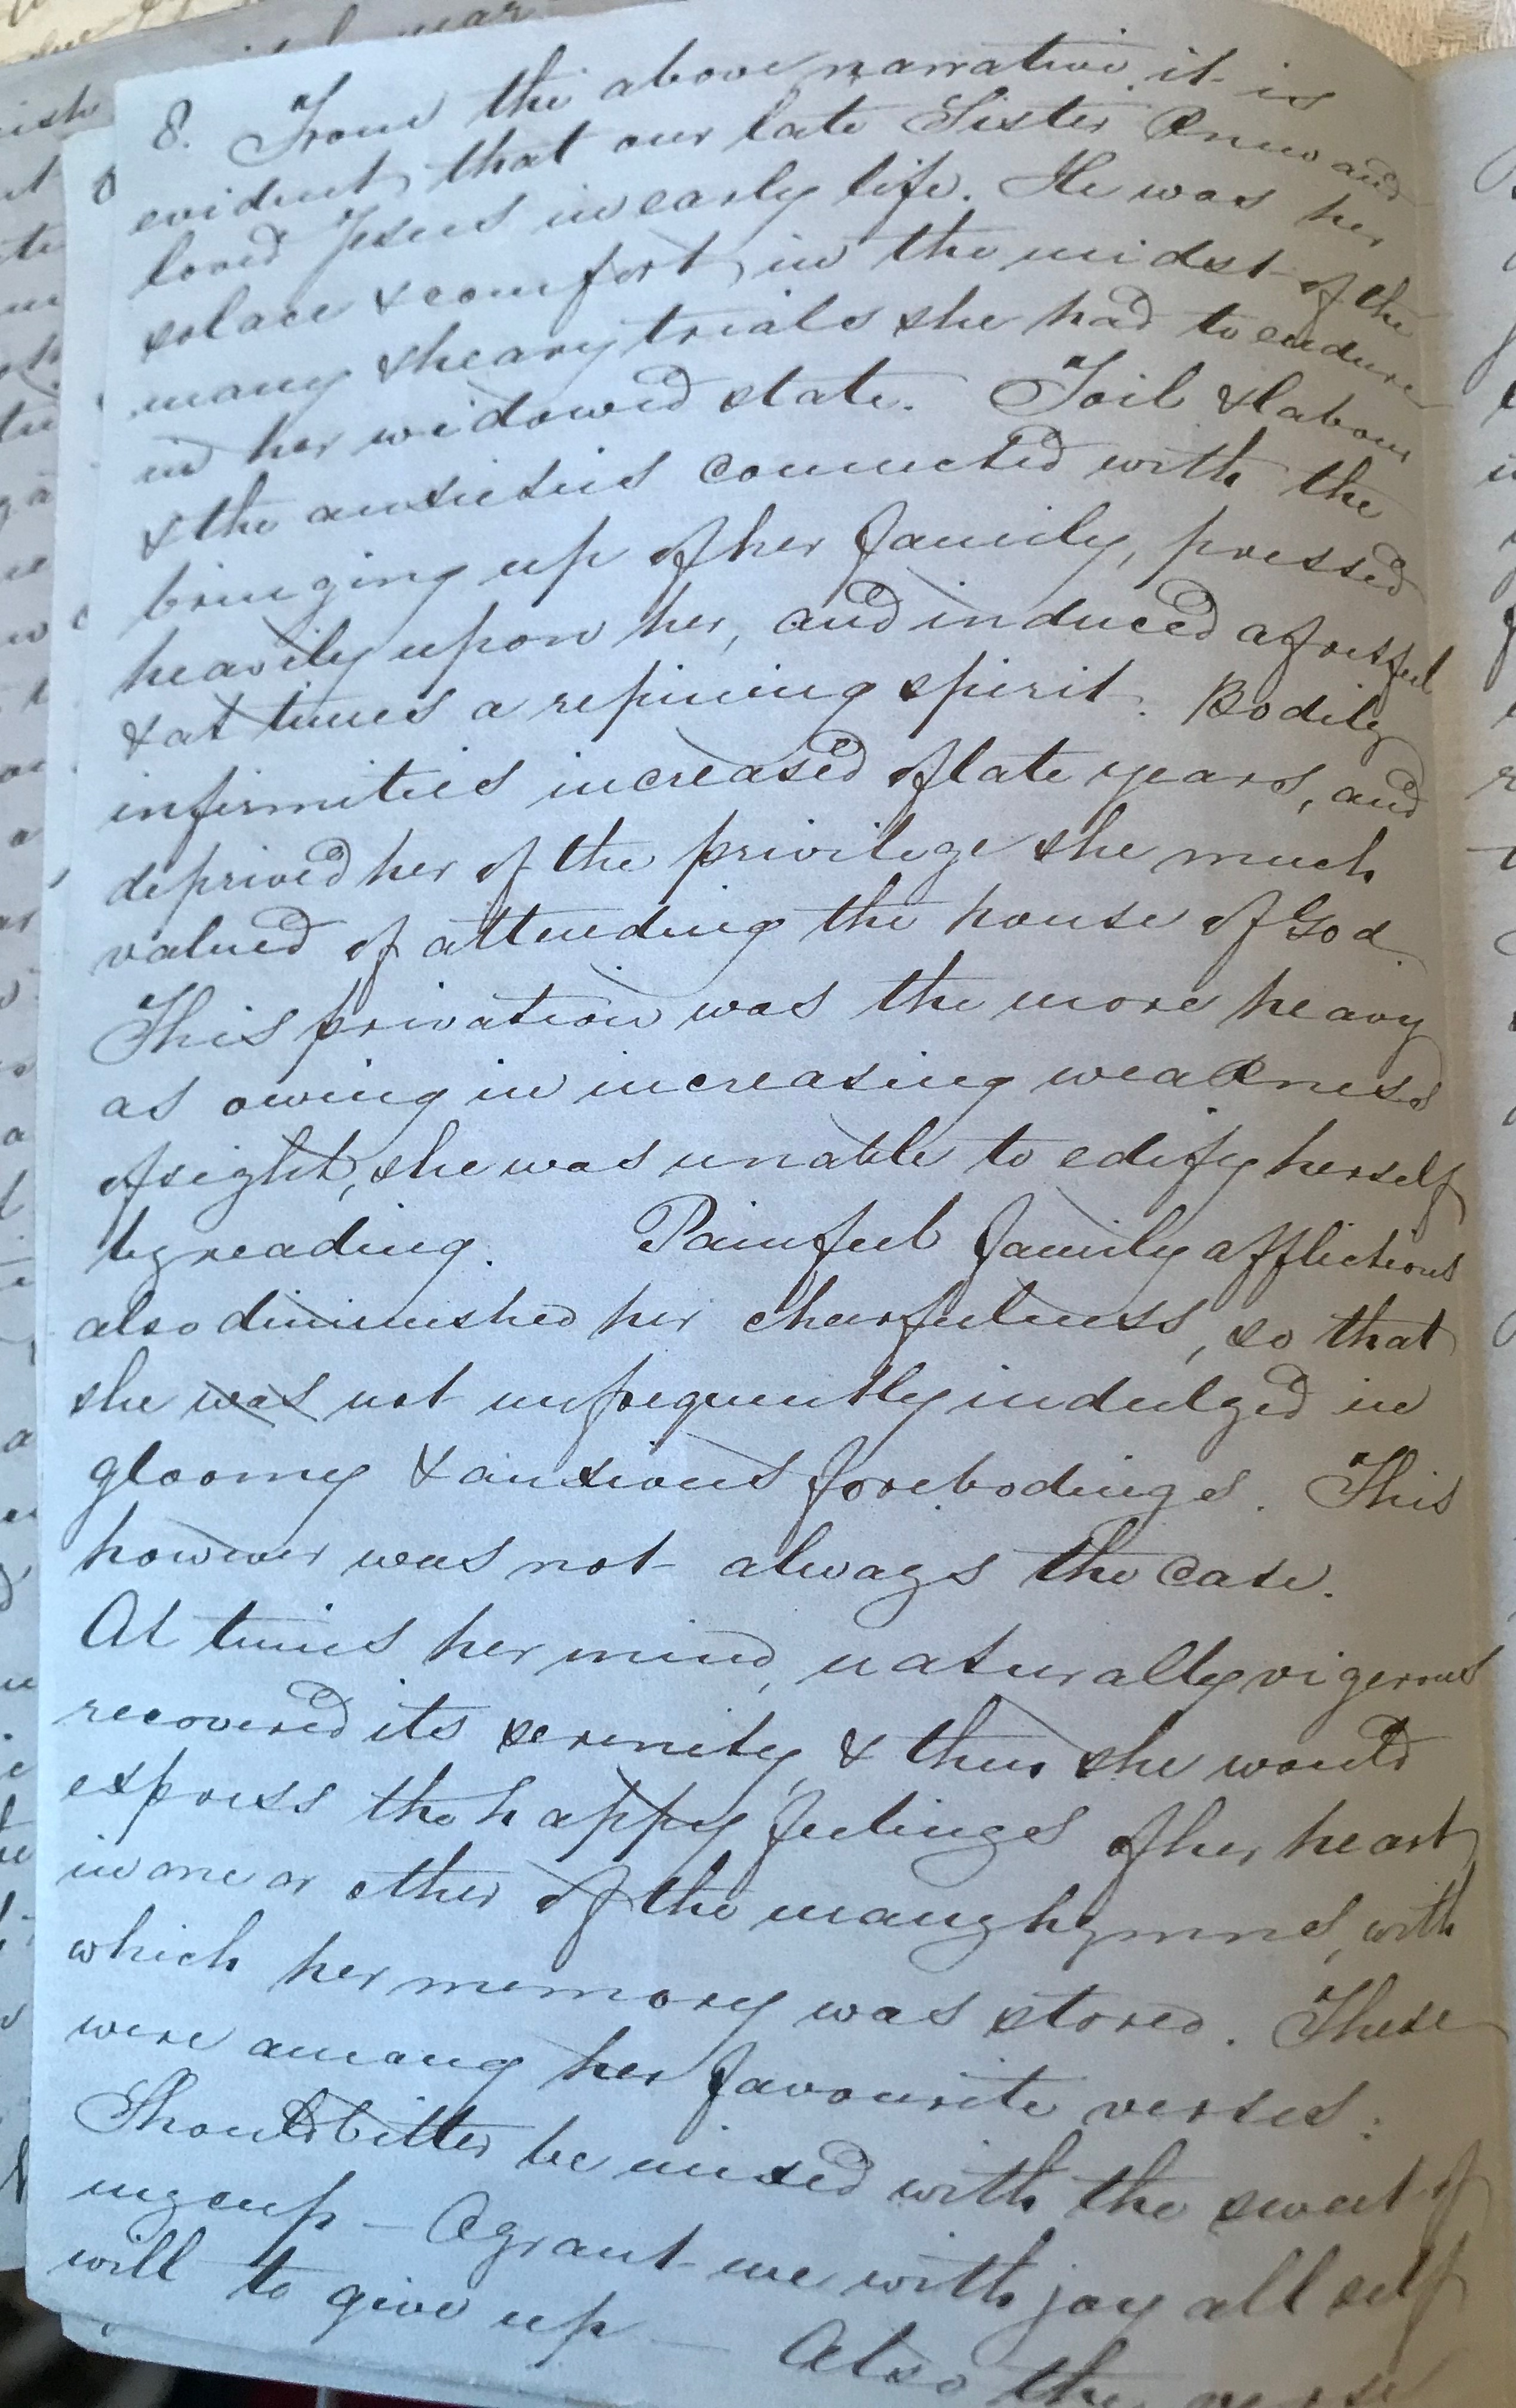 8. From the above narrative it is
evident, that our late Sister knew and
loved Jesus in early life. He was her
solace & comfort, in the midst of the
many & heavy trials she had to endure
in her widowed state. Toil & labour
& the anxieties connected with the
bringing up of her family, pressed
heavily upon her, and induced a fretful
& at times a repining spirit. Bodily
infirmities increased of late years, and
deprived her of the privilege she much
valued of attending the house of God.
This privation was the more heavy
as owing in increasing weakness
of sight, she was unable to edify herself
by reading. Painful family afflictions
also diminished her chearfulness, so that
she was not unfrequently indulged in
gloomy & anxious forebodings. This
however was not always the case.
At times her mind, naturally vigerous
recovered its serenity, & then she would
express the happy feelings of her heart
in one or other of the many hymns, with
which her memory was stored. These
were among her favourite verses:
Should bitter be mixed with the sweet of
my cup — O grant me with joy all self
will to give up — Also the verse